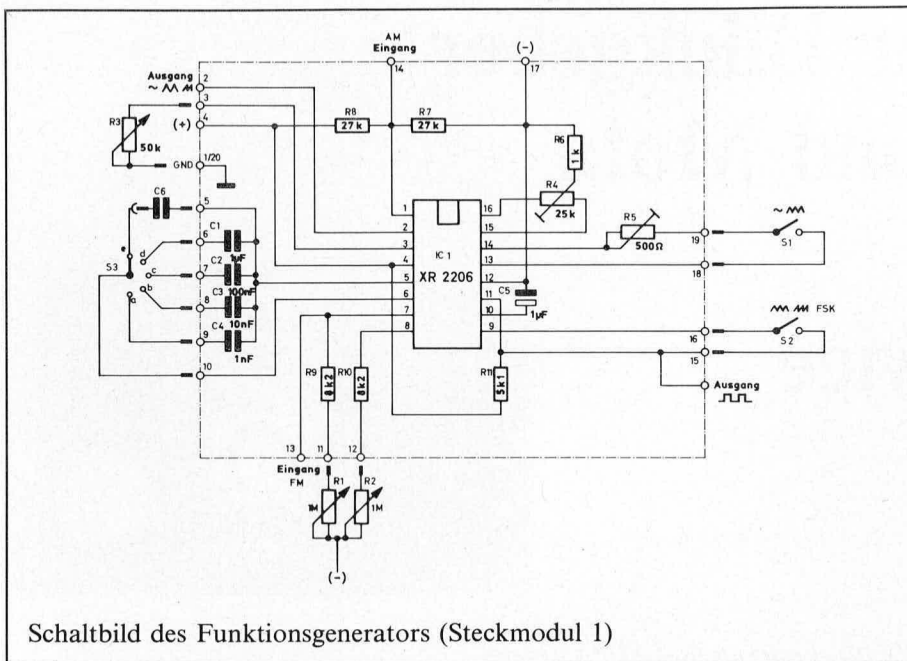 AM
Eingang
(-)
14
17
Ausgang
2
3
4
(+)
R3
50k
GND
1/20
R8
27k
R7
27k
R6
1k
R4
25k
R5
500Ω
19
S1
18
C6
5
6
C1
1µF
7
C2
100nF
8
C3
10nF
9
C4
1nF
10
S3
e
d
c
b
a
1
2
3
4
5
6
7
8
IC 1
XR 2206
16
15
14
13
12
11
10
9
C5
1µF
FSK
16
S2
15
R11
5k1
Ausgang
R9
8k2
R10
8k2
13
11
12
Eingang
FM
R1
1M
R2
1M
(-)
Schaltbild des Funktionsgenerators (Steckmodul 1)